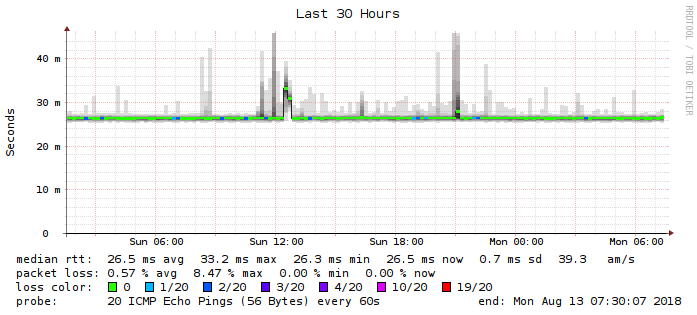 Last 30 Hours
RRDTOOL / TOBI OETIKER
Seconds
40 m
30 m
20 m
10 m
0
Sun 06:00 Sun 12:00 Sun 18:00 Mon 00:00 Mon 06:00
median rtt: 26.5 ms avg 33.2 ms max 26.3 ms min 26.5 ms now 0.7 ms sd 39.3 am/s
packet loss: 0.57 % avg 8.47 % max 0.00 % min 0.00 % now
loss color: 0 1/20 2/20 3/20 4/20 10/20 19/20
probe: 20 ICMP Echo Pings (56 Bytes) every 60s end: Mon Aug 13 07:30:07 2018